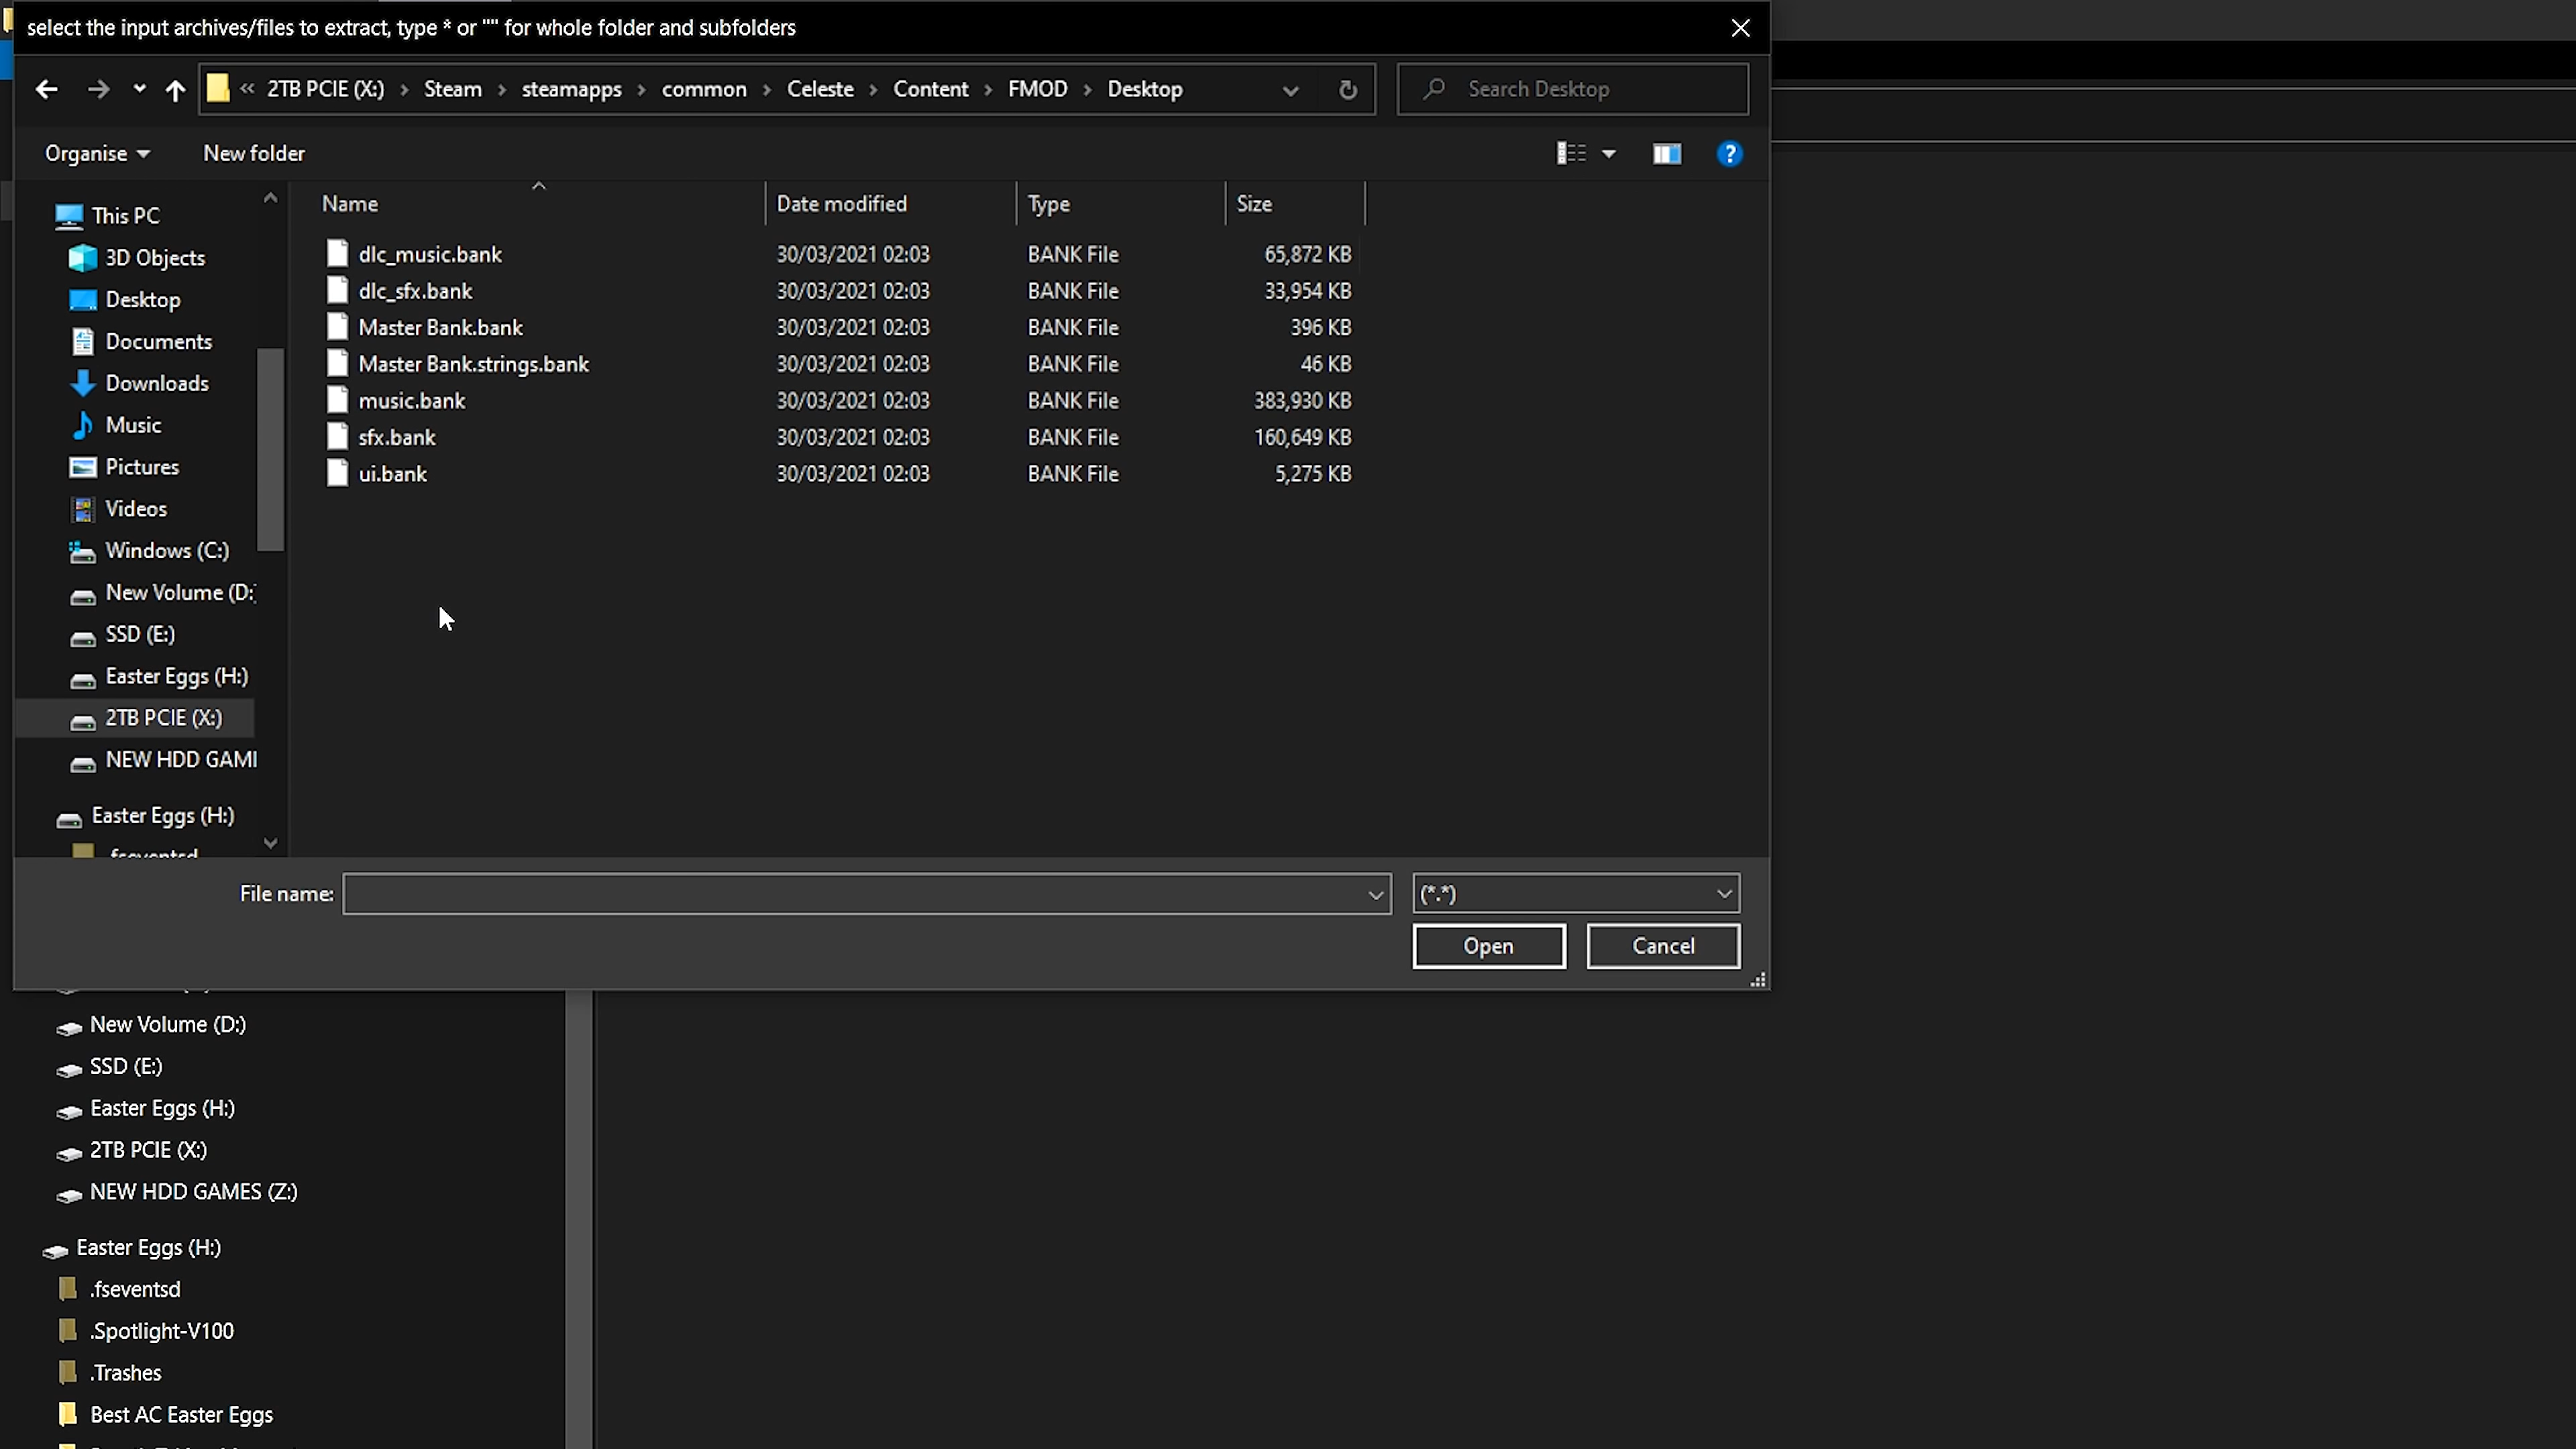 select the input archives/files to extract, type * or "" for whole folder and subfolders
« 2TB PCIE (X:) › Steam › steamapps › common › Celeste › Content › FMOD › Desktop
Search Desktop
Organise
New folder
?
Name Date modified Type Size
dlc_music.bank 30/03/2021 02:03 BANK File 65,872 KB
dlc_sfx.bank 30/03/2021 02:03 BANK File 33,954 KB
Master Bank.bank 30/03/2021 02:03 BANK File 396 KB
Master Bank.strings.bank 30/03/2021 02:03 BANK File 46 KB
music.bank 30/03/2021 02:03 BANK File 383,930 KB
sfx.bank 30/03/2021 02:03 BANK File 160,649 KB
ui.bank 30/03/2021 02:03 BANK File 5,275 KB
This PC
3D Objects
Desktop
Documents
Downloads
Music
Pictures
Videos
Windows (C:)
New Volume (D:)
SSD (E:)
Easter Eggs (H:)
2TB PCIE (X:)
NEW HDD GAMI
Easter Eggs (H:)
.fseventsd
File name:
(*.*)
Open
Cancel
New Volume (D:)
SSD (E:)
Easter Eggs (H:)
2TB PCIE (X:)
NEW HDD GAMES (Z:)
Easter Eggs (H:)
.fseventsd
.Spotlight-V100
.Trashes
Best AC Easter Eggs